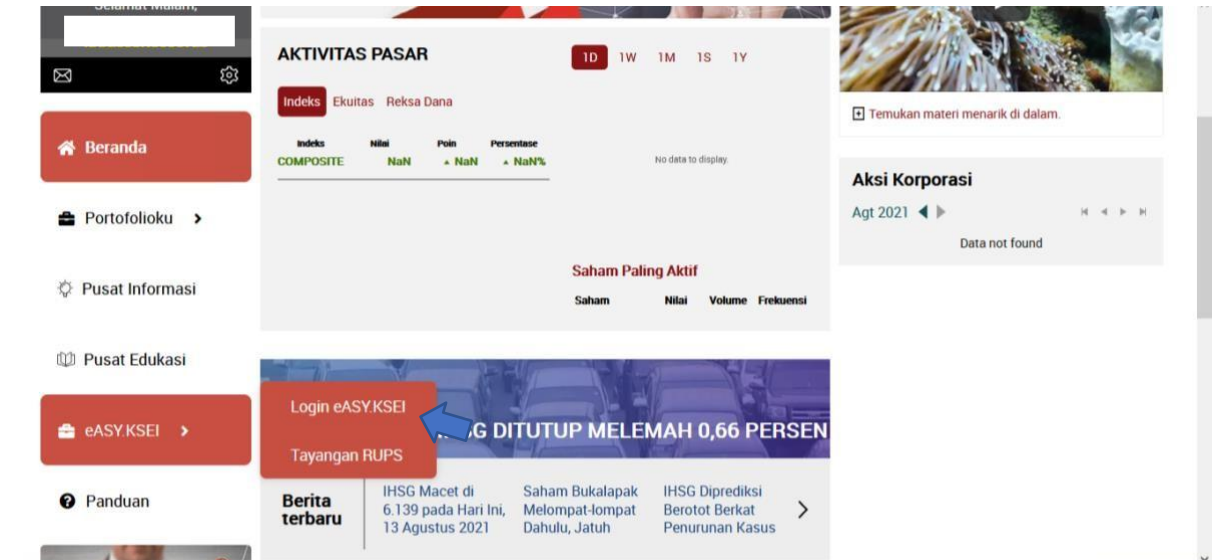 Selamat Malam,
Beranda
Portofolioku
Pusat Informasi
Pusat Edukasi
eASY.KSEI
Panduan
AKTIVITAS PASAR
1D 1W 1M 1S 1Y
Indeks Ekuitas Reksa Dana
Indeks Nilai Poin Persentase
COMPOSITE NaN NaN NaN%
No data to display
Saham Paling Aktif
Saham Nilai Volume Frekuensi
Login eASY.KSEI
Tayangan RUPS
DITUTUP MELEMAH 0,66 PERSEN
Berita
terbaru
IHSG Macet di
6.139 pada Hari Ini,
13 Agustus 2021
Saham Bukalapak
Melompat-lompat
Dahulu, Jatuh
IHSG Diprediksi
Berotot Berkat
Penurunan Kasus
Temukan materi menarik di dalam.
Aksi Korporasi
Agt 2021
Data not found